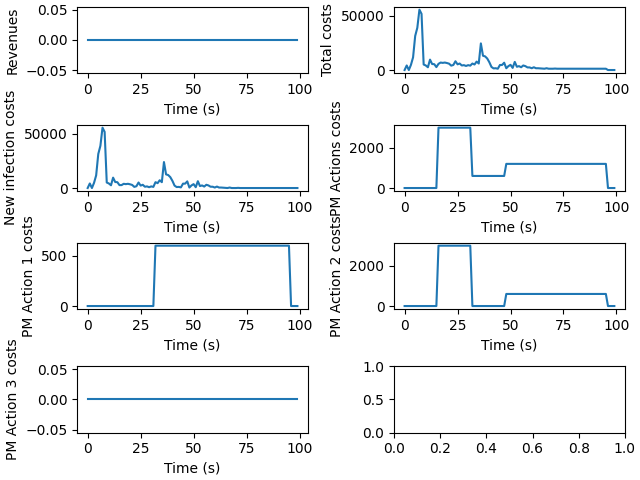 Revenues
0.05
0.00
−0.05
0 25 50 75 100
Time (s)
Total costs
50000
0
0 25 50 75 100
Time (s)
New infection costs
50000
0
0 25 50 75 100
Time (s)
PM Actions costs
2000
0
0 25 50 75 100
Time (s)
PM Action 1 costs
500
0
0 25 50 75 100
Time (s)
PM Action 2 costs
2000
0
0 25 50 75 100
Time (s)
PM Action 3 costs
0.05
0.00
−0.05
0 25 50 75 100
Time (s)
1.0
0.5
0.0
0.0 0.2 0.4 0.6 0.8 1.0